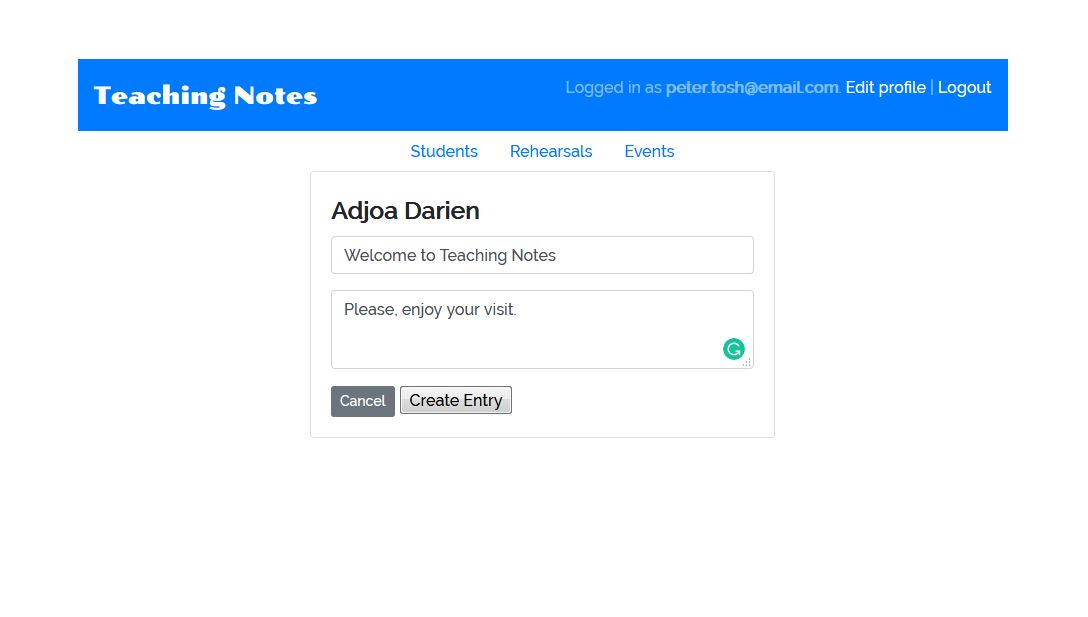 Teaching Notes
Logged in as peter.tosh@email.com. Edit profile | Logout
Students Rehearsals Events
Adjoa Darien
Welcome to Teaching Notes
Please, enjoy your visit.
Cancel Create Entry